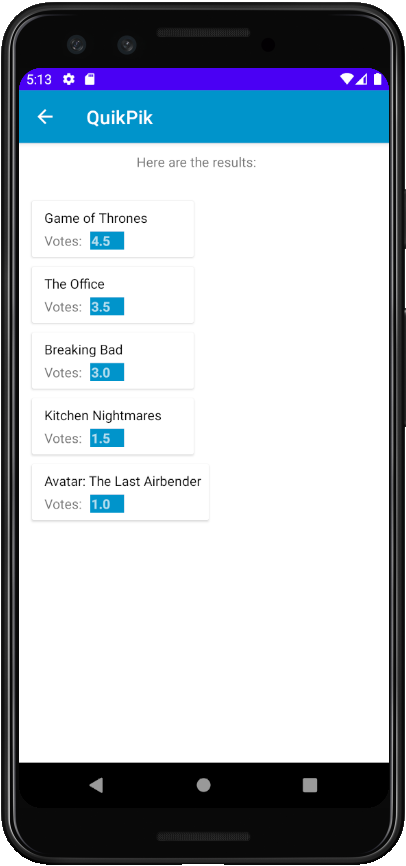 5:13
QuikPik
Here are the results:
Game of Thrones
Votes: 4.5
The Office
Votes: 3.5
Breaking Bad
Votes: 3.0
Kitchen Nightmares
Votes: 1.5
Avatar: The Last Airbender
Votes: 1.0